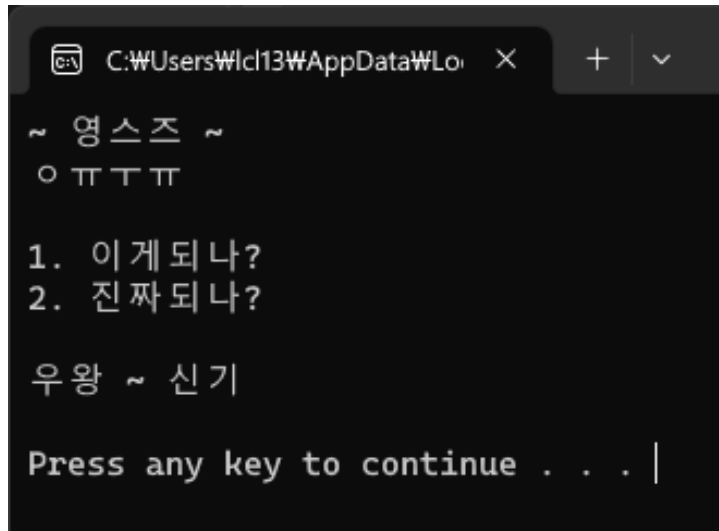 C:₩Users₩lcl13₩AppData₩Lo
~ 영스즈 ~
ㅇㅠㅜㅠ
1. 이게되나?
2. 진짜되나?
우왕 ~ 신기
Press any key to continue . . .